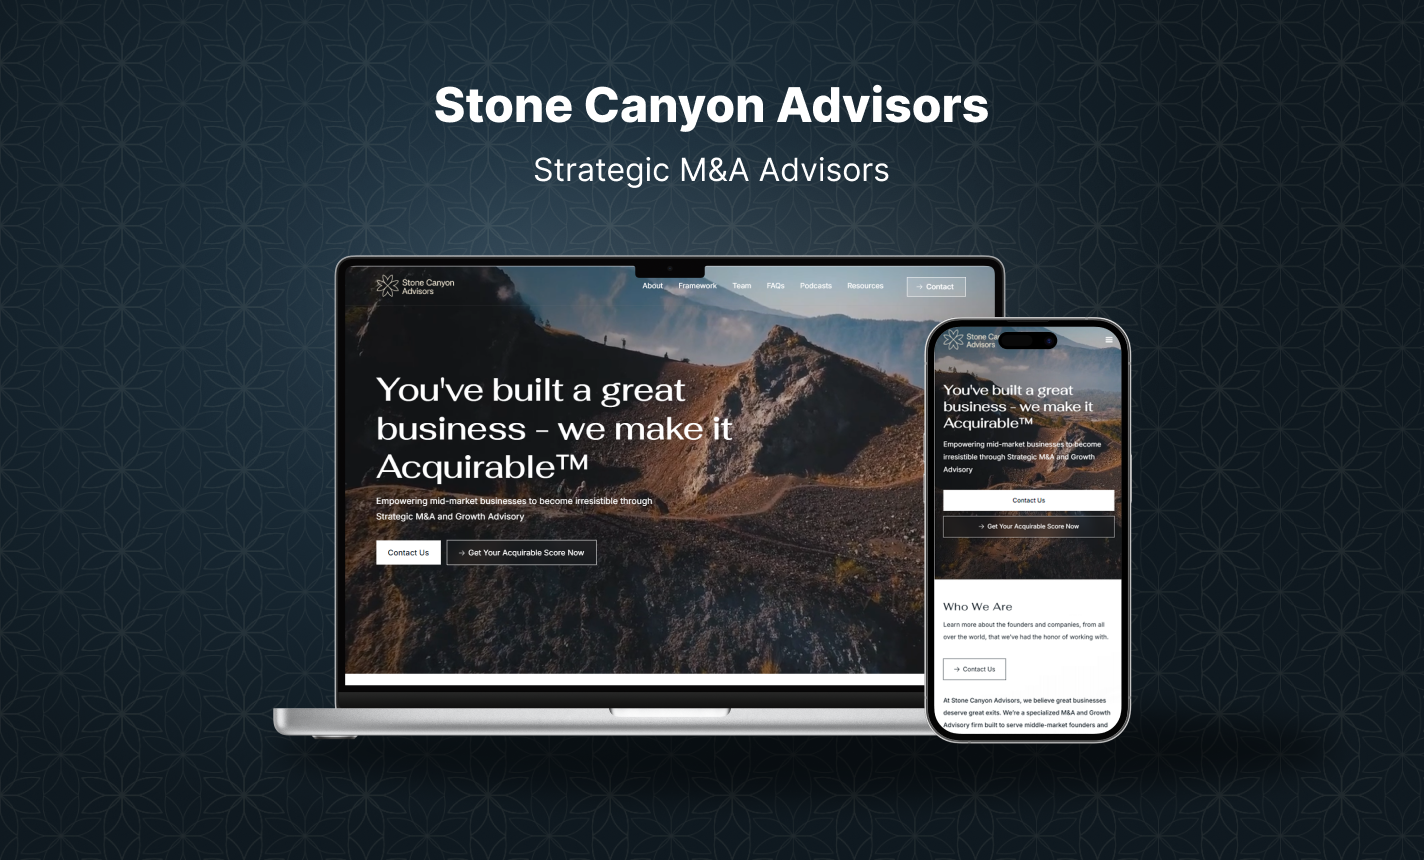 Stone Canyon Advisors
Strategic M&A Advisors
Stone Canyon
Advisors
About Framework Team FAQs Podcasts Resources → Contact
You've built a great
business - we make it
Acquirable™
Empowering mid-market businesses to become irresistible through
Strategic M&A and Growth Advisory
Contact Us → Get Your Acquirable Score Now
Stone Ca
Advisors
You've built a great
business - we make it
Acquirable™
Empowering mid-market businesses to become
irresistible through Strategic M&A and Growth
Advisory
Contact Us
→ Get Your Acquirable Score Now
Who We Are
Learn more about the founders and companies, from all
over the world, that we've had the honor of working with.
→ Contact Us
At Stone Canyon Advisors, we believe great businesses
deserve great exits. We're a specialized M&A and Growth
Advisory firm built to serve middle-market founders and